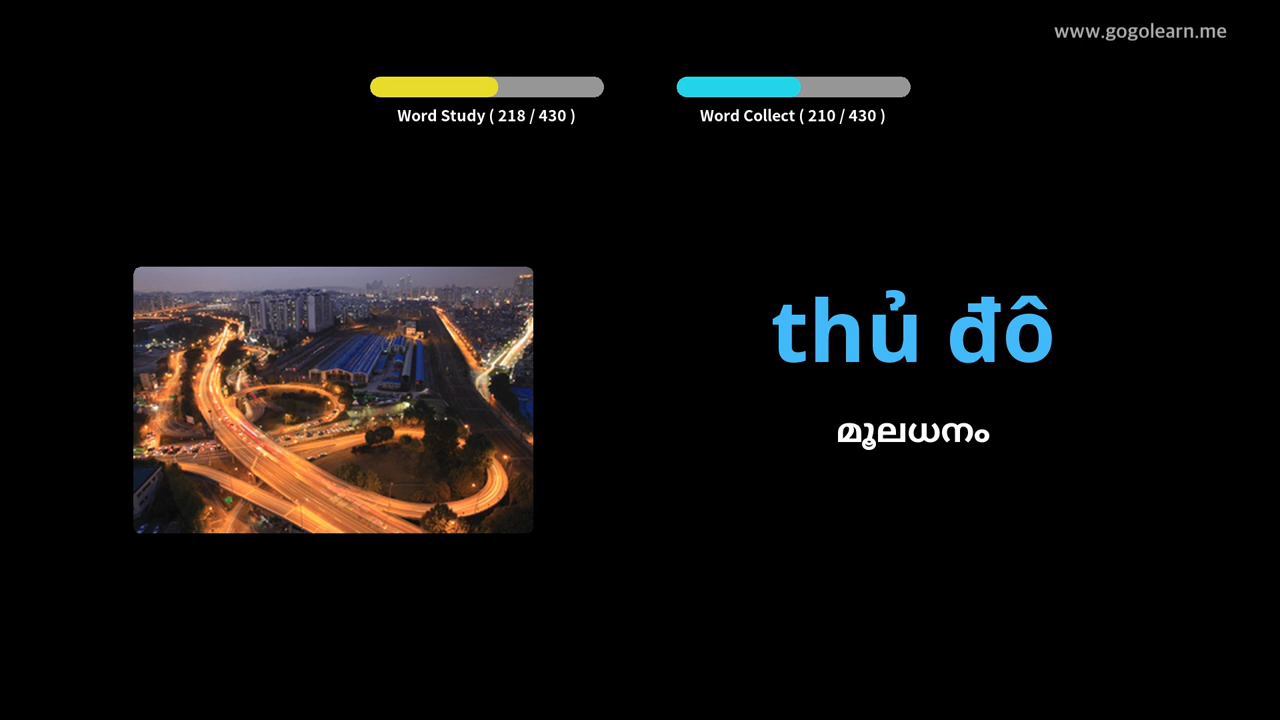 www.gogolearn.me
Word Study ( 218 / 430 )
Word Collect ( 210 / 430 )
thủ đô
മൂലധനം